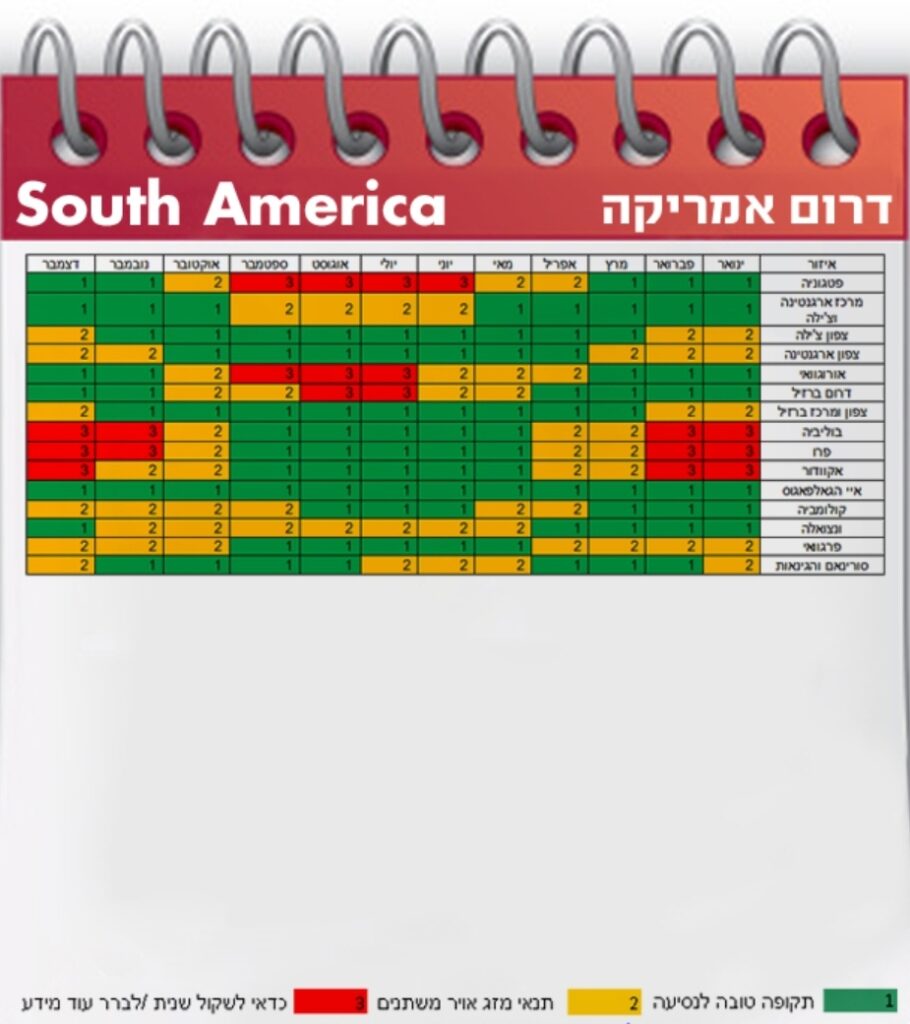 South America דרום אמריקה
איזור ינואר פברואר מרץ אפריל מאי יוני יולי אוגוסט ספטמבר אוקטובר נובמבר דצמבר
פטגוניה 1 1 1 2 2 3 3 3 3 2 1 1
מרכז ארגנטינה
וצ'ילה 1 1 1 1 1 2 2 2 2 1 1 1
צפון צ'ילה 2 2 1 1 1 1 1 1 1 1 1 2
צפון ארגנטינה 2 2 2 1 1 1 1 1 1 1 2 2
אורוגוואי 1 1 1 2 2 2 3 3 3 2 1 1
דרום ברזיל 1 1 1 1 2 2 3 3 2 2 1 1
צפון ומרכז ברזיל 2 2 1 1 1 1 1 1 1 1 1 2
בוליביה 3 3 2 2 1 1 1 1 1 2 3 3
פרו 3 3 2 2 1 1 1 1 1 2 3 3
אקוודור 3 3 2 2 1 1 1 1 1 2 2 3
איי הגאלפאגוס 1 1 1 1 1 1 1 1 1 1 1 1
קולומביה 1 1 1 2 2 1 1 1 2 2 2 2
ונצואלה 1 1 1 1 2 2 2 2 2 2 2 1
פרגוואי 2 2 2 2 1 1 1 1 1 2 2 2
סורינאם והגינאות 2 1 1 1 2 2 2 1 1 1 1 2
1 תקופה טובה לנסיעה 2 תנאי מזג אויר משתנים 3 כדאי לשקול שנית /לברר עוד מידע